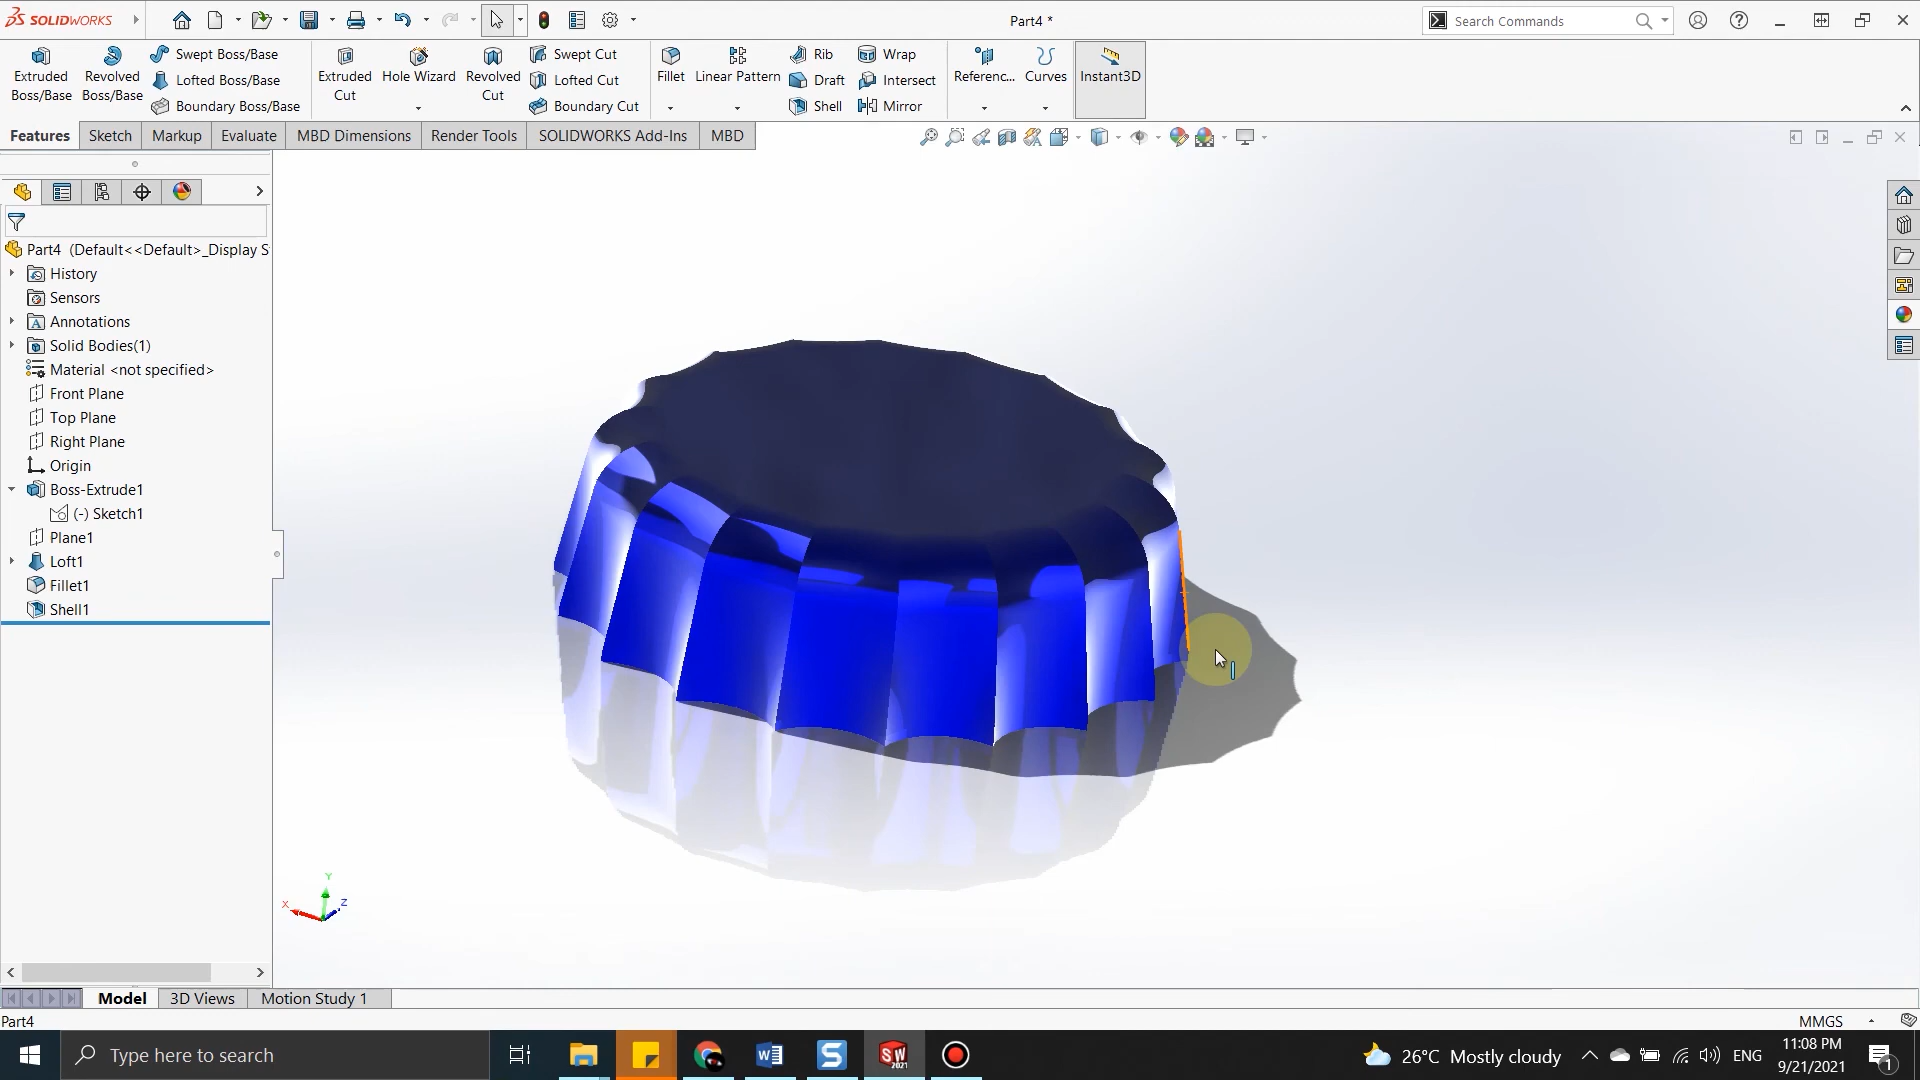 SOLIDWORKS
Part4 *
Search Commands
Extruded Boss/Base
Revolved Boss/Base
Swept Boss/Base
Lofted Boss/Base
Boundary Boss/Base
Extruded Cut
Hole Wizard
Revolved Cut
Swept Cut
Lofted Cut
Boundary Cut
Fillet
Linear Pattern
Rib
Draft
Shell
Wrap
Intersect
Mirror
Referenc...
Curves
Instant3D
Features
Sketch
Markup
Evaluate
MBD Dimensions
Render Tools
SOLIDWORKS Add-Ins
MBD
Part4 (Default<<Default>_Display S
History
Sensors
Annotations
Solid Bodies(1)
Material <not specified>
Front Plane
Top Plane
Right Plane
Origin
Boss-Extrude1
(-) Sketch1
Plane1
Loft1
Fillet1
Shell1
Y
X
Z
Model
3D Views
Motion Study 1
Part4
MMGS
Type here to search
S
SW
2021
26°C Mostly cloudy
ENG
11:08 PM
9/21/2021
1